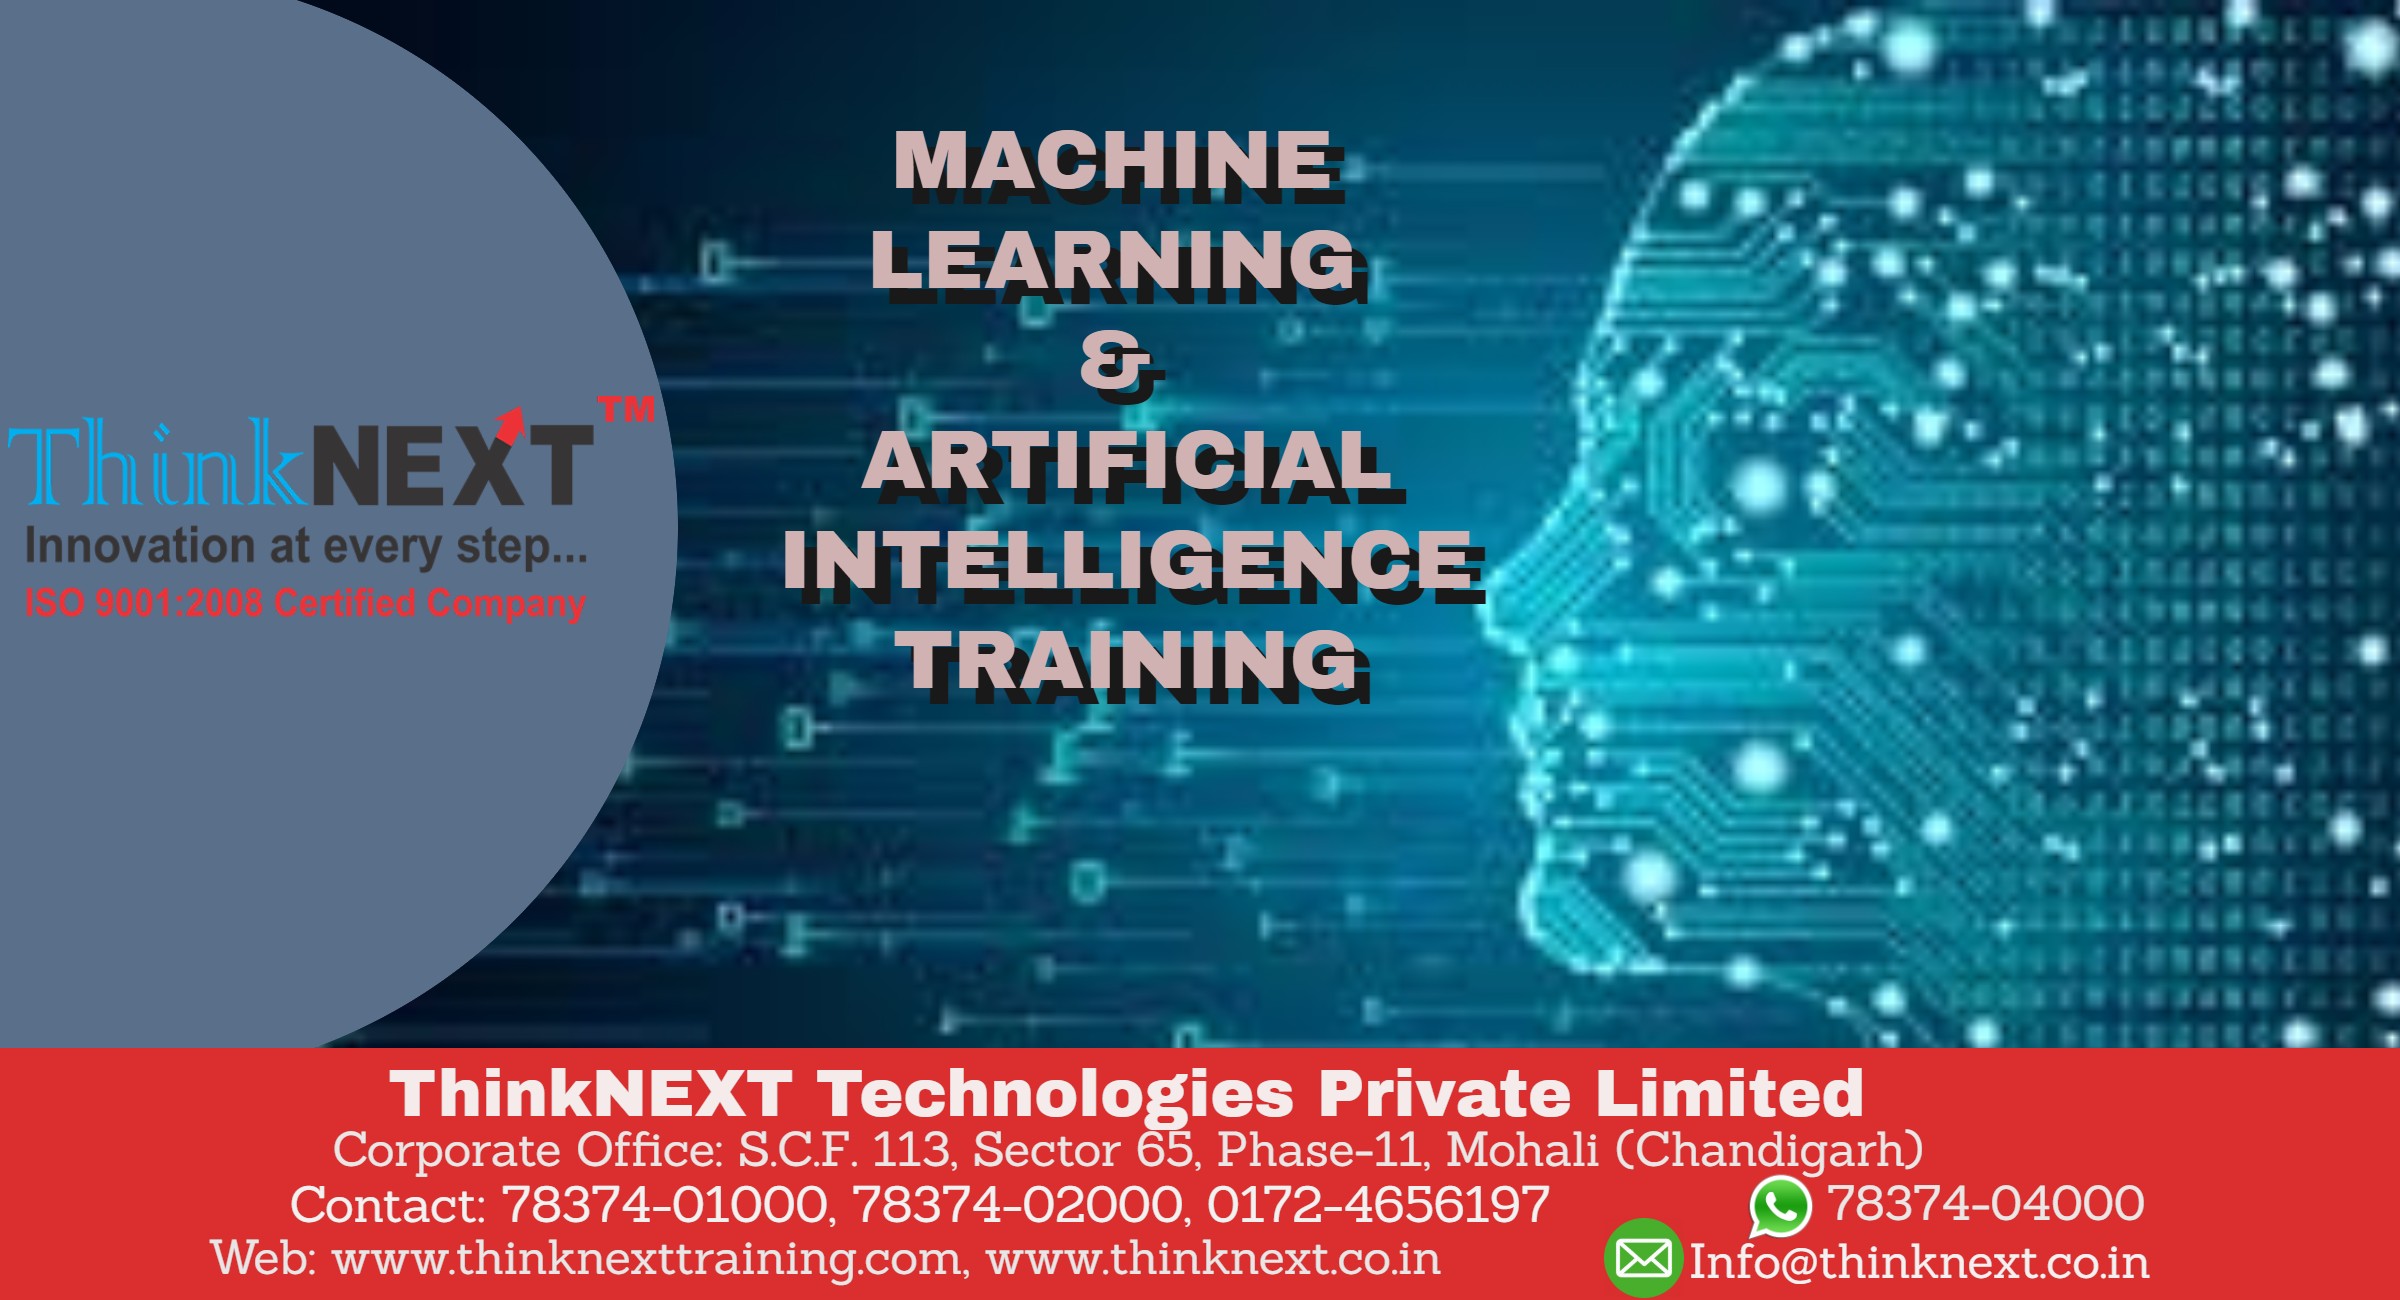 ThinkNEXT TM
Innovation at every step...
ISO 9001:2008 Certified Company
MACHINE
LEARNING
&
ARTIFICIAL
INTELLIGENCE
TRAINING
ThinkNEXT Technologies Private Limited
Corporate Office: S.C.F. 113, Sector 65, Phase-11, Mohali (Chandigarh)
Contact: 78374-01000, 78374-02000, 0172-4656197
78374-04000
Web: www.thinknexttraining.com, www.thinknext.co.in
Info@thinknext.co.in